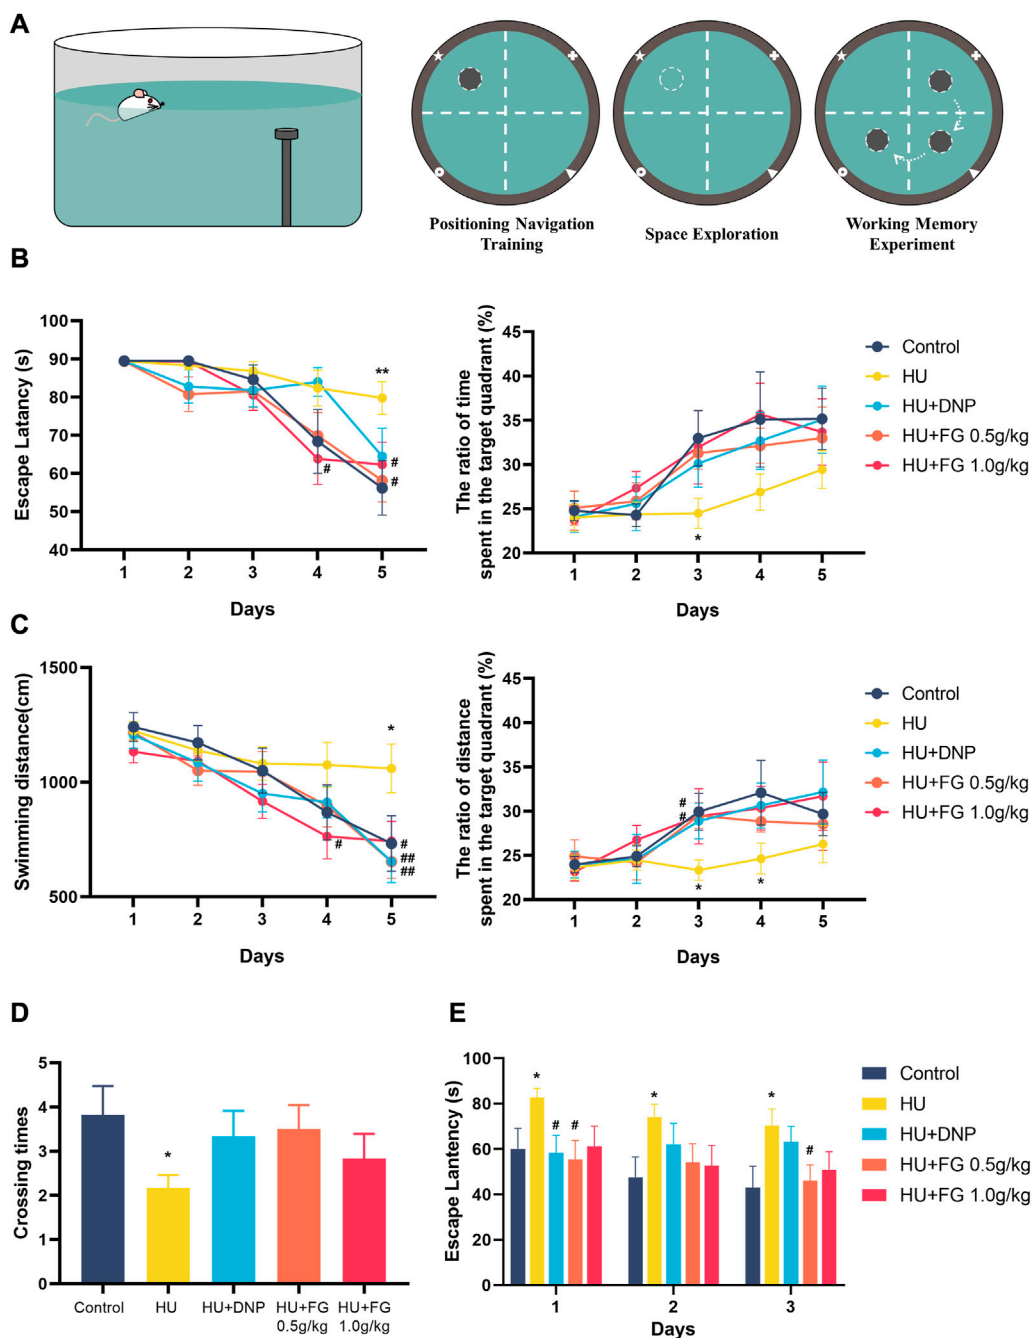 A
Positioning Navigation
Training
Space Exploration
Working Memory
Experiment
B
Escape Latancy (s)
100
90
80
70
60
50
40
**
#
#
#
1
2
3
4
5
Days
The ratio of time
spent in the target quadrant (%)
45
40
35
30
25
20
*
1
2
3
4
5
Days
Control
HU
HU+DNP
HU+FG 0.5g/kg
HU+FG 1.0g/kg
C
Swimming distance(cm)
1500
1000
500
*
#
#
##
##
1
2
3
4
5
Days
The ratio of distance
spent in the target quadrant (%)
45
40
35
30
25
20
#
#
*
*
1
2
3
4
5
Days
Control
HU
HU+DNP
HU+FG 0.5g/kg
HU+FG 1.0g/kg
D
Crossing times
5
4
3
2
1
0
*
Control
HU
HU+DNP
HU+FG
0.5g/kg
HU+FG
1.0g/kg
E
Escape Lantency (s)
100
80
60
40
20
0
*
#
#
*
*
#
1
2
3
Days
Control
HU
HU+DNP
HU+FG 0.5g/kg
HU+FG 1.0g/kg